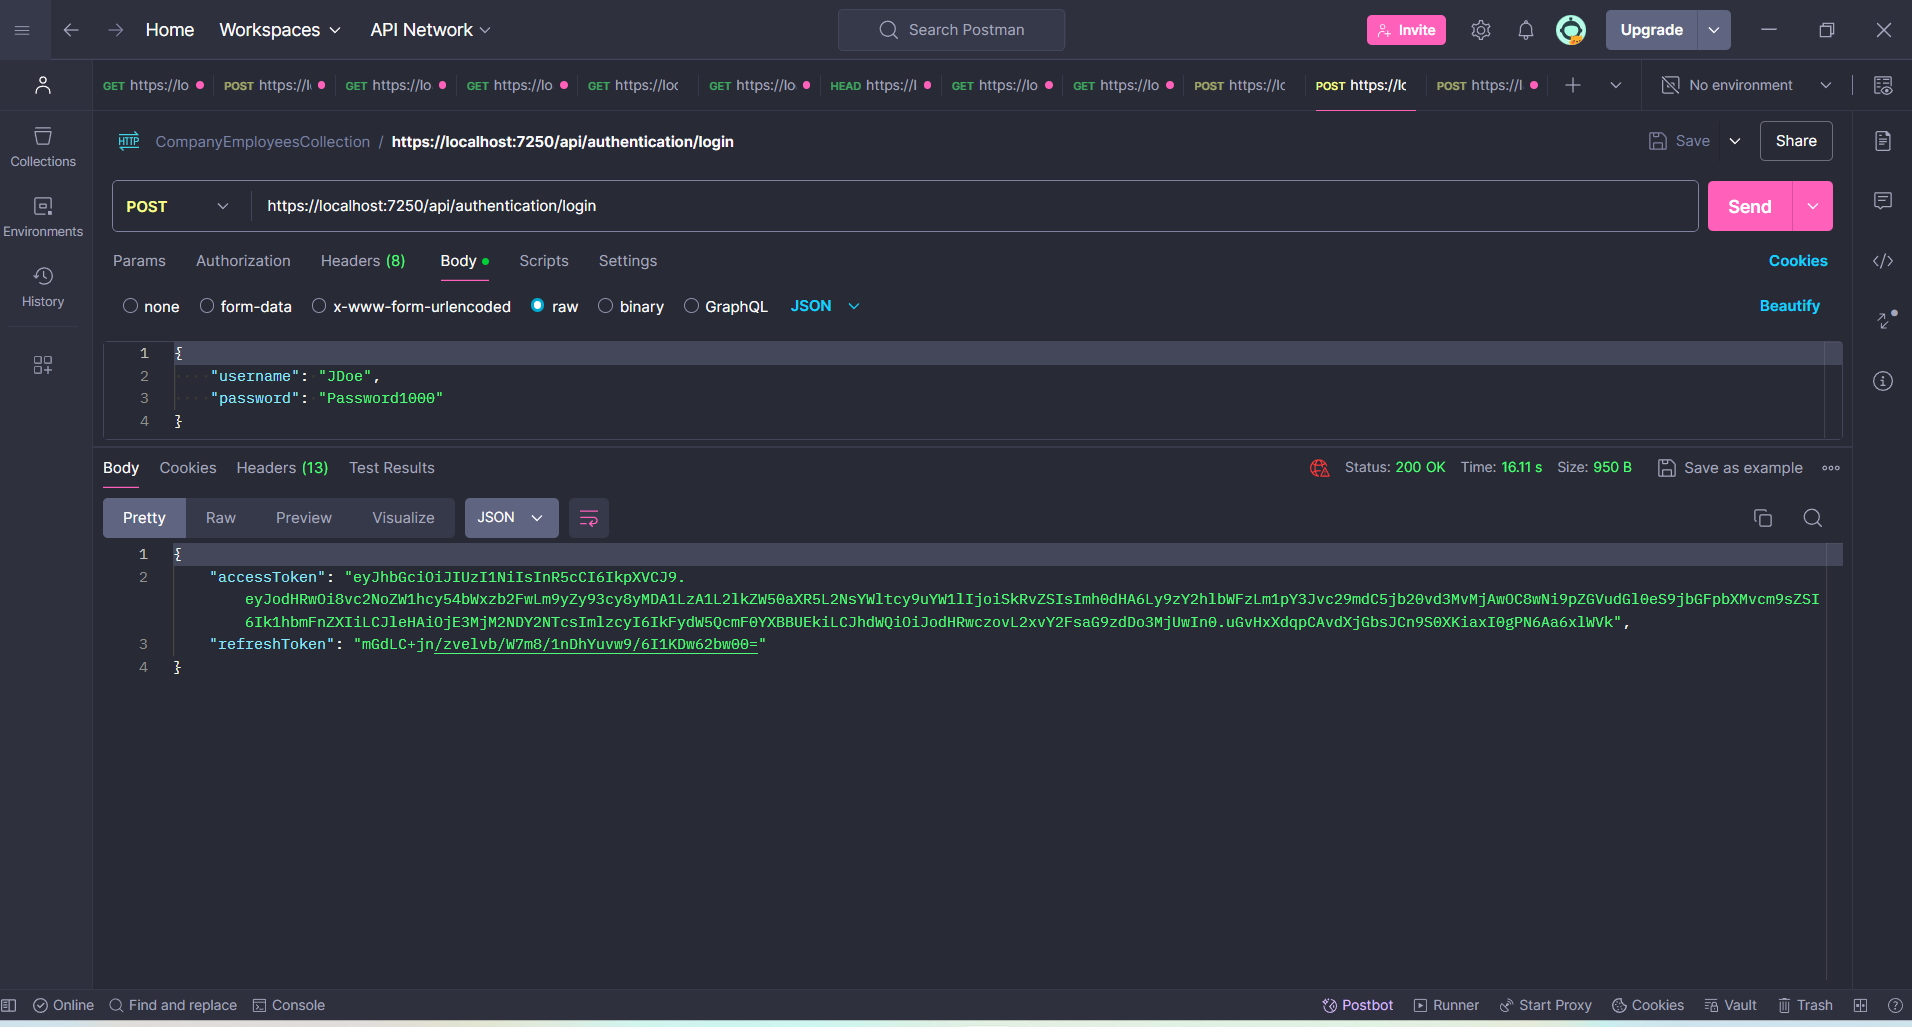 Home Workspaces API Network Search Postman Invite Upgrade
GET https://lo POST https://l GET https://lo GET https://lo GET https://loc GET https://lo HEAD https://l GET https://lo GET https://lo POST https://lc POST https://lc POST https://l No environment
CompanyEmployeesCollection / https://localhost:7250/api/authentication/login Save Share
POST https://localhost:7250/api/authentication/login Send
Params Authorization Headers (8) Body Scripts Settings Cookies
none form-data x-www-form-urlencoded raw binary GraphQL JSON Beautify
Collections
Environments
History
1 {
2 "username": "JDoe",
3 "password": "Password1000"
4 }
Body Cookies Headers (13) Test Results Status: 200 OK Time: 16.11 s Size: 950 B Save as example
Pretty Raw Preview Visualize JSON
1 {
2 "accessToken": "eyJhbGciOiJIUzI1NiIsInR5cCI6IkpXVCJ9.
eyJodHRwOi8vc2NoZW1hcy54bWxzb2FwLm9yZy93cy8yMDA1LzA1L2lkZW50aXR5L2NsYWltcy9uYW1lIjoiSkRvZSIsImh0dHA6Ly9zY2hlbWFzLm1pY3Jvc29mdC5jb20vd3MvMjAwOC8wNi9pZGVudGl0eS9jbGFpbXMvcm9sZSI
6Ik1hbmFnZXIiLCJleHAiOjE3MjM2NDY2NTcsImlzcyI6IkFydW5QcmF0YXBBUEkiLCJhdWQiOiJodHRwczovL2xvY2FsaG9zdDo3MjUwIn0.uGvHxXdqpCAvdXjGbsJCn9S0XKiaxI0gPN6Aa6xlWVk",
3 "refreshToken": "mGdLC+jn/zvelvb/W7m8/1nDhYuvw9/6I1KDw62bw00="
4 }
Online Find and replace Console Postbot Runner Start Proxy Cookies Vault Trash